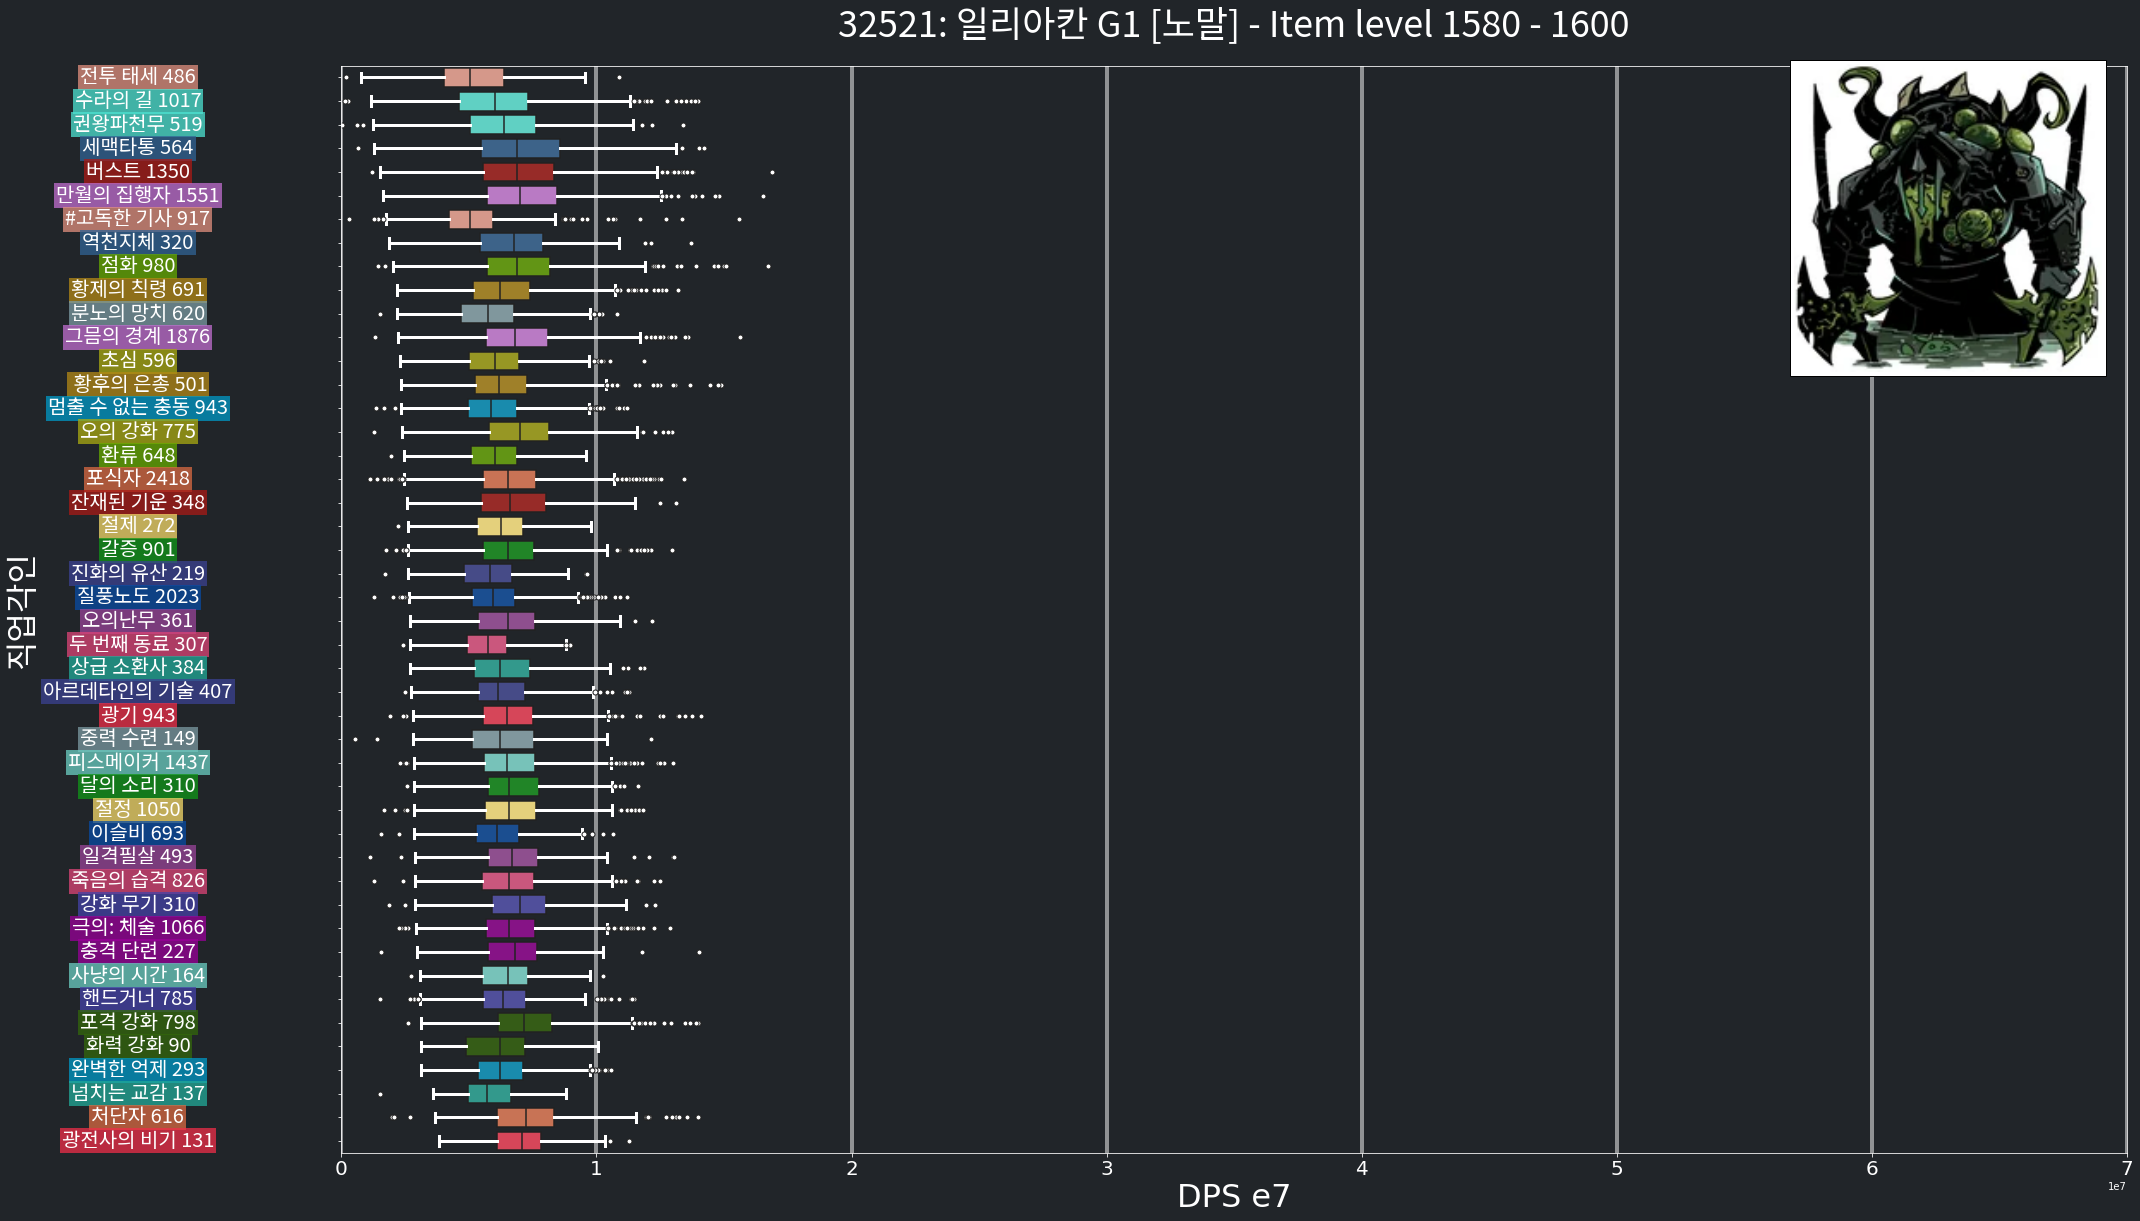 32521: 일리아칸 G1 [노말] - Item level 1580 - 1600
직업각인
전투 태세 486
수라의 길 1017
권왕파천무 519
세맥타통 564
버스트 1350
만월의 집행자 1551
#고독한 기사 917
역천지체 320
점화 980
황제의 칙령 691
분노의 망치 620
그믐의 경계 1876
초심 596
황후의 은총 501
멈출 수 없는 충동 943
오의 강화 775
환류 648
포식자 2418
잔재된 기운 348
절제 272
갈증 901
진화의 유산 219
질풍노도 2023
오의난무 361
두 번째 동료 307
상급 소환사 384
아르데타인의 기술 407
광기 943
중력 수련 149
피스메이커 1437
달의 소리 310
절정 1050
이슬비 693
일격필살 493
죽음의 습격 826
강화 무기 310
극의: 체술 1066
충격 단련 227
사냥의 시간 164
핸드거너 785
포격 강화 798
화력 강화 90
완벽한 억제 293
넘치는 교감 137
처단자 616
광전사의 비기 131
0 1 2 3 4 5 6 7
1e7
DPS e7